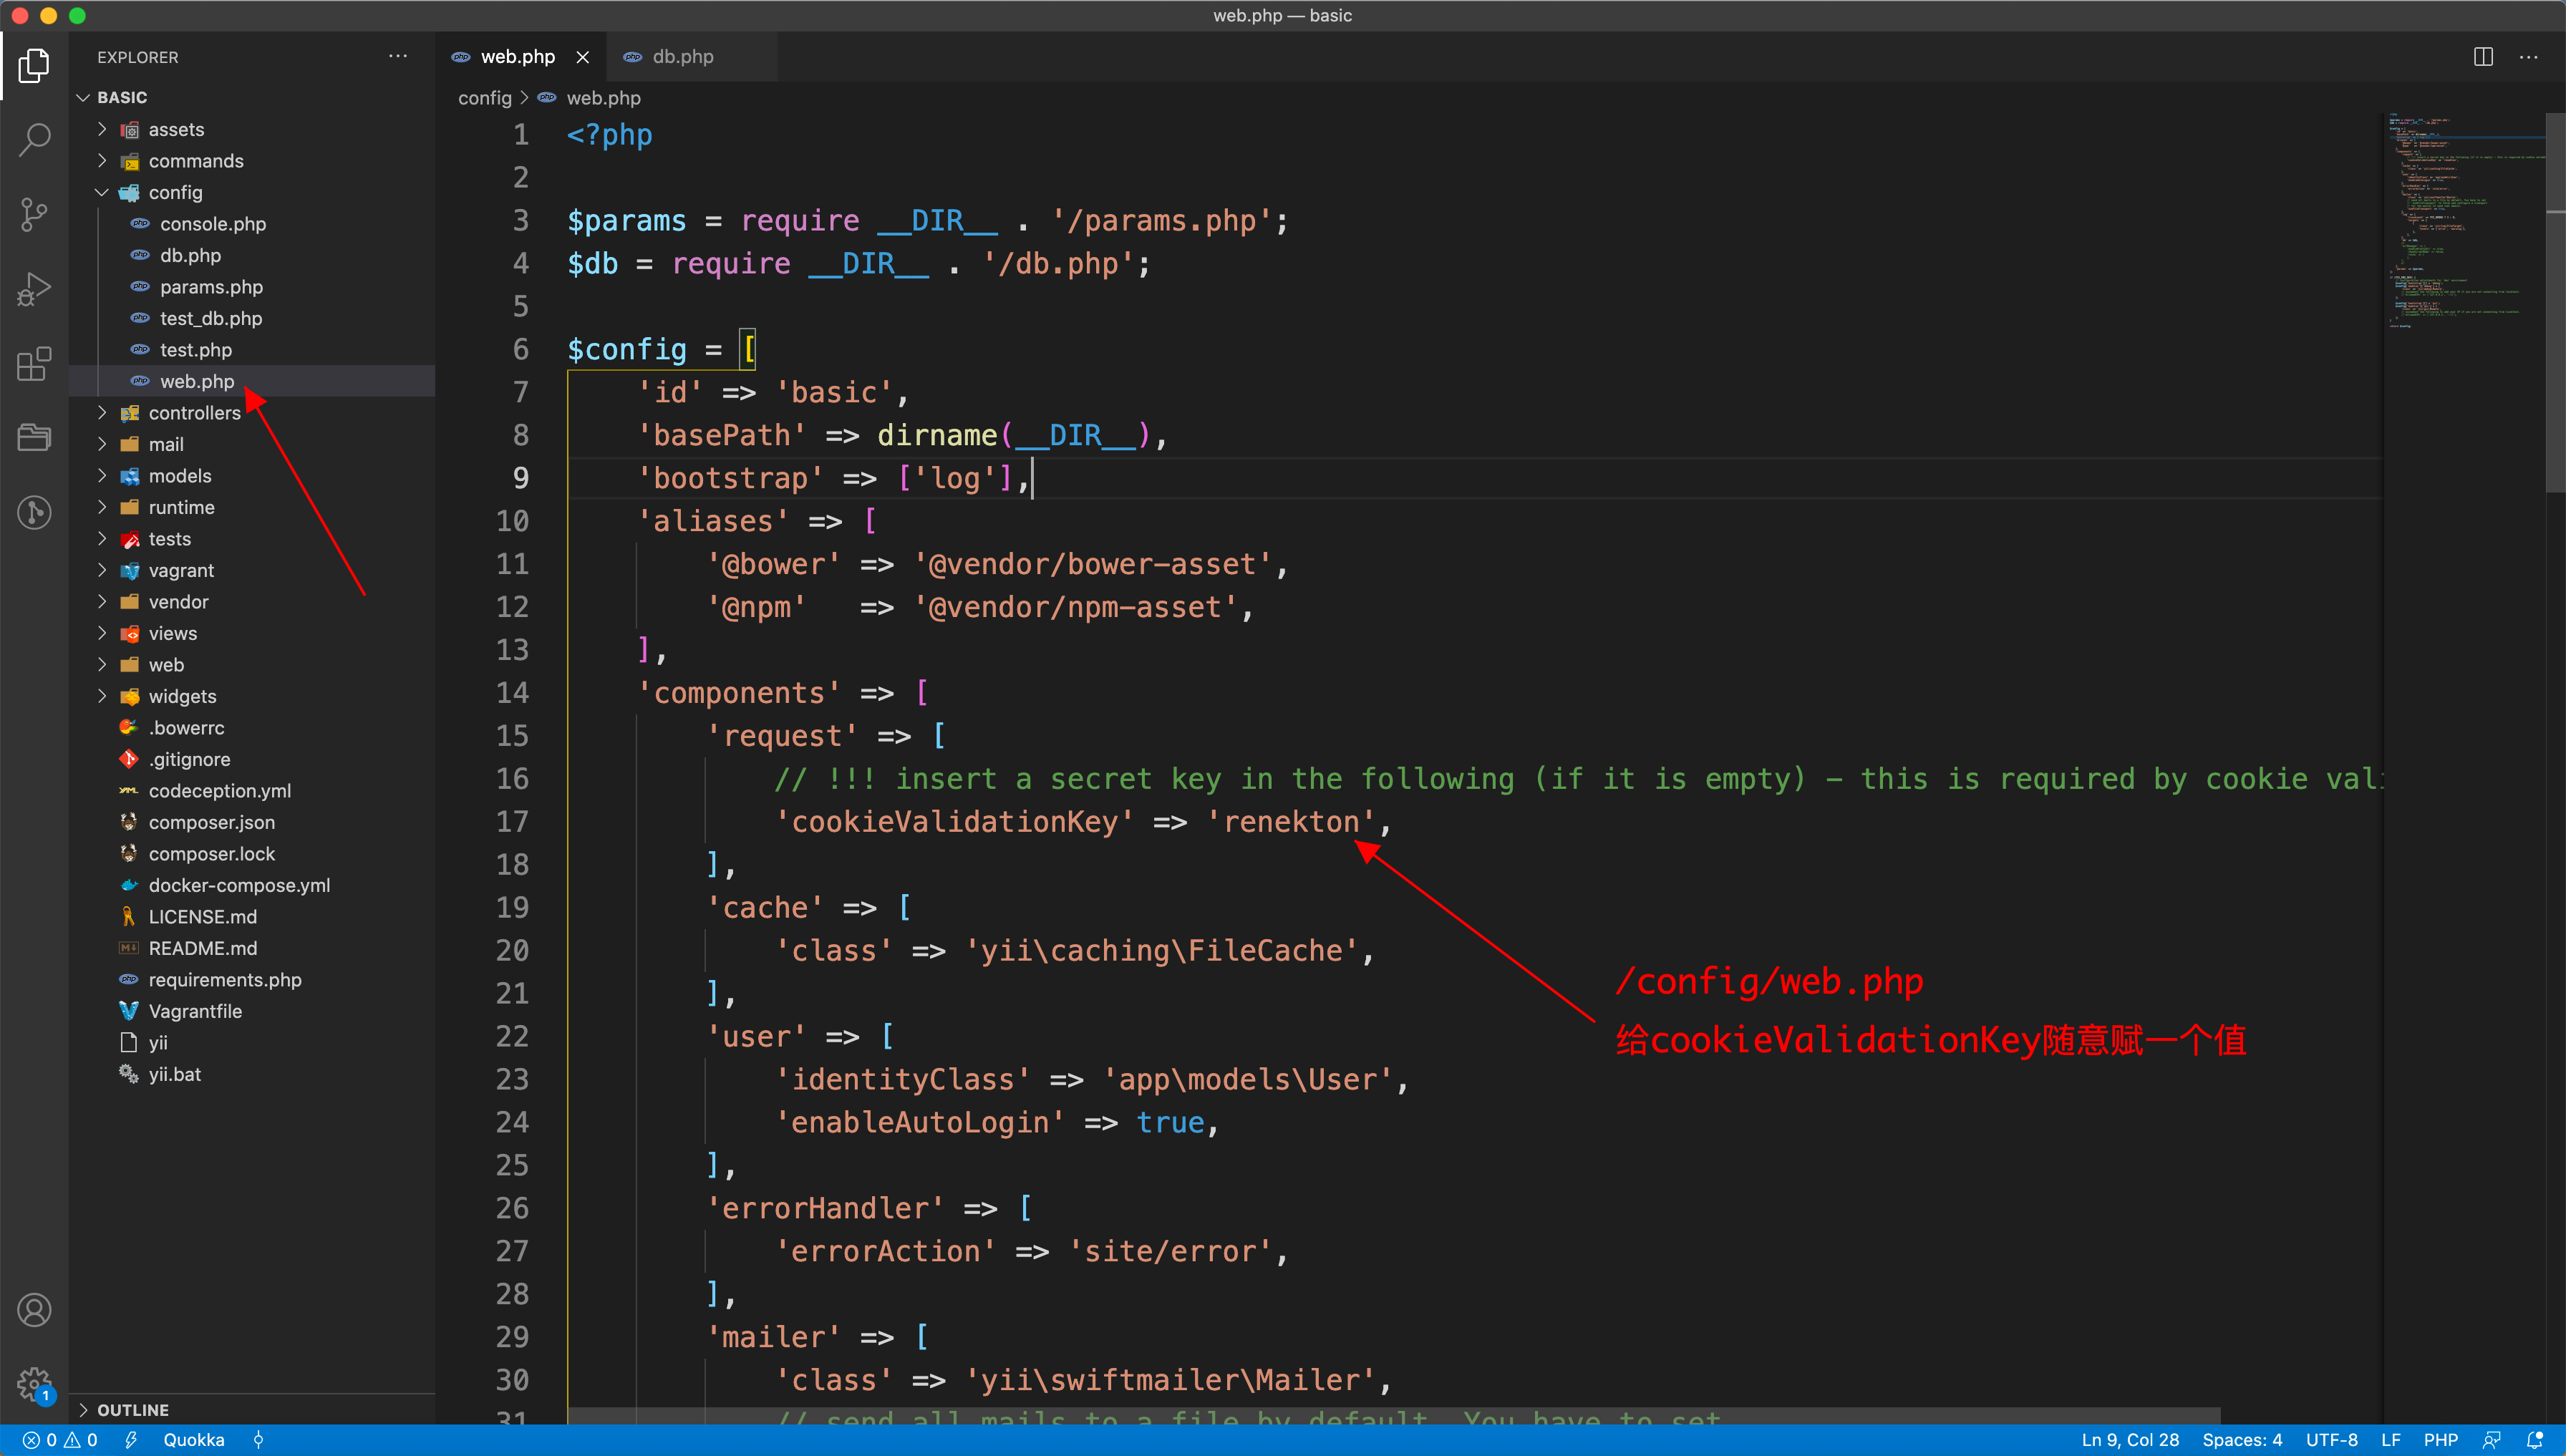 web.php — basic
EXPLORER
BASIC
assets
commands
config
console.php
db.php
params.php
test_db.php
test.php
web.php
controllers
mail
models
runtime
tests
vagrant
vendor
views
web
widgets
.bowerrc
.gitignore
codeception.yml
composer.json
composer.lock
docker-compose.yml
LICENSE.md
README.md
requirements.php
Vagrantfile
yii
yii.bat
OUTLINE
web.php
db.php
config > web.php
1 <?php
2
3 $params = require __DIR__ . '/params.php';
4 $db = require __DIR__ . '/db.php';
5
6 $config = [
7 'id' => 'basic',
8 'basePath' => dirname(__DIR__),
9 'bootstrap' => ['log'],
10 'aliases' => [
11 '@bower' => '@vendor/bower-asset',
12 '@npm'   => '@vendor/npm-asset',
13 ],
14 'components' => [
15 'request' => [
16 // !!! insert a secret key in the following (if it is empty) - this is required by cookie vali
17 'cookieValidationKey' => 'renekton',
18 ],
19 'cache' => [
20 'class' => 'yii\caching\FileCache',
21 ],
22 'user' => [
23 'identityClass' => 'app\models\User',
24 'enableAutoLogin' => true,
25 ],
26 'errorHandler' => [
27 'errorAction' => 'site/error',
28 ],
29 'mailer' => [
30 'class' => 'yii\swiftmailer\Mailer',
31 // send all mails to a file by default. You have to set
/config/web.php
给cookieValidationKey随意赋一个值
1
0 0 Quokka
Ln 9, Col 28 Spaces: 4 UTF-8 LF PHP